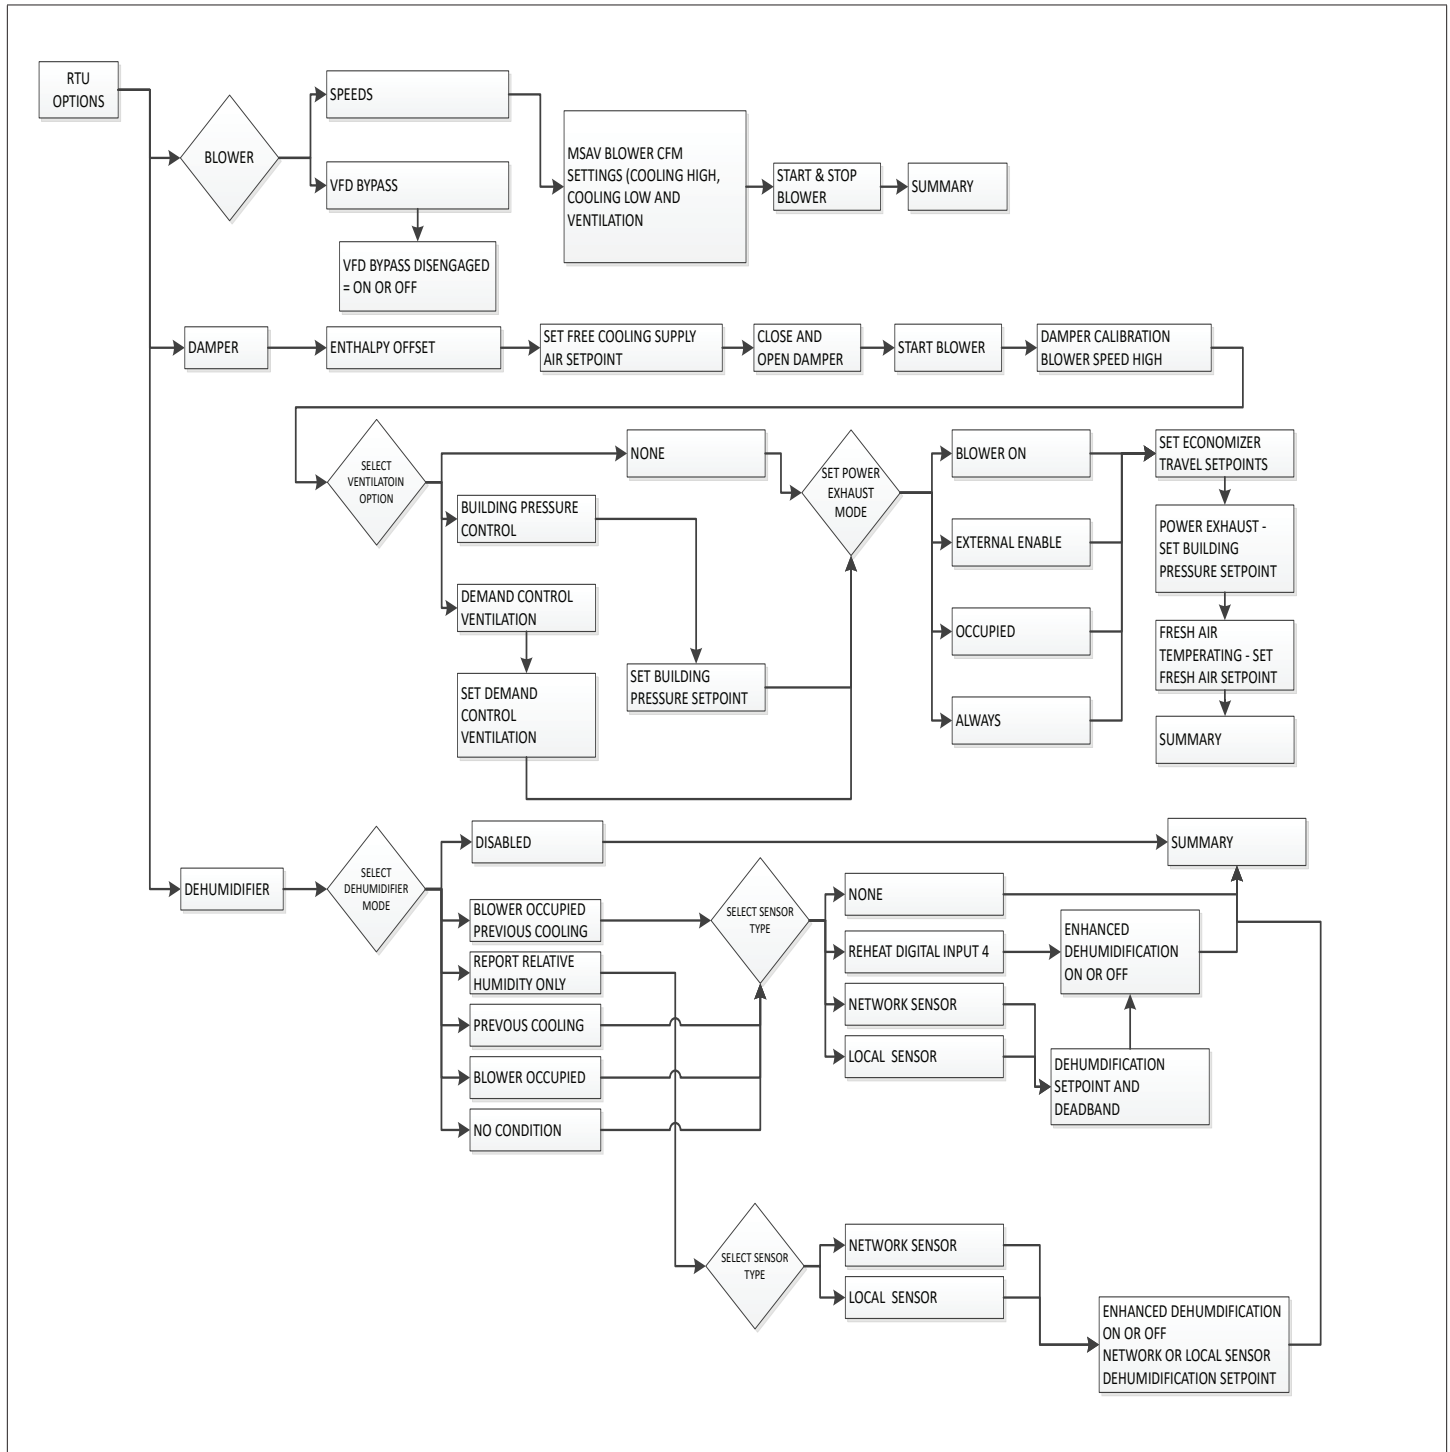 RTU
OPTIONS
BLOWER
SPEEDS
VFD BYPASS
VFD BYPASS DISENGAGED
= ON OR OFF
MSAV BLOWER CFM
SETTINGS (COOLING HIGH,
COOLING LOW AND
VENTILATION
START & STOP
BLOWER
SUMMARY
DAMPER
ENTHALPY OFFSET
SET FREE COOLING SUPPLY
AIR SETPOINT
CLOSE AND
OPEN DAMPER
START BLOWER
DAMPER CALIBRATION
BLOWER SPEED HIGH
SELECT
VENTILATOIN
OPTION
NONE
BUILDING PRESSURE
CONTROL
DEMAND CONTROL
VENTILATION
SET DEMAND
CONTROL
VENTILATION
SET BUILDING
PRESSURE SETPOINT
SET POWER
EXHAUST
MODE
BLOWER ON
EXTERNAL ENABLE
OCCUPIED
ALWAYS
SET ECONOMIZER
TRAVEL SETPOINTS
POWER EXHAUST -
SET BUILDING
PRESSURE SETPOINT
FRESH AIR
TEMPERATING - SET
FRESH AIR SETPOINT
SUMMARY
DEHUMIDIFIER
SELECT
DEHUMIDIFIER
MODE
DISABLED
BLOWER OCCUPIED
PREVIOUS COOLING
REPORT RELATIVE
HUMIDITY ONLY
PREVOUS COOLING
BLOWER OCCUPIED
NO CONDITION
SELECT SENSOR
TYPE
NONE
REHEAT DIGITAL INPUT 4
NETWORK SENSOR
LOCAL SENSOR
ENHANCED
DEHUMIDIFICATION
ON OR OFF
DEHUMDIFICATION
SETPOINT AND
DEADBAND
SUMMARY
SELECT SENSOR
TYPE
NETWORK SENSOR
LOCAL SENSOR
ENHANCED DEHUMDIFICATION
ON OR OFF
NETWORK OR LOCAL SENSOR
DEHUMIDIFICATION SETPOINT